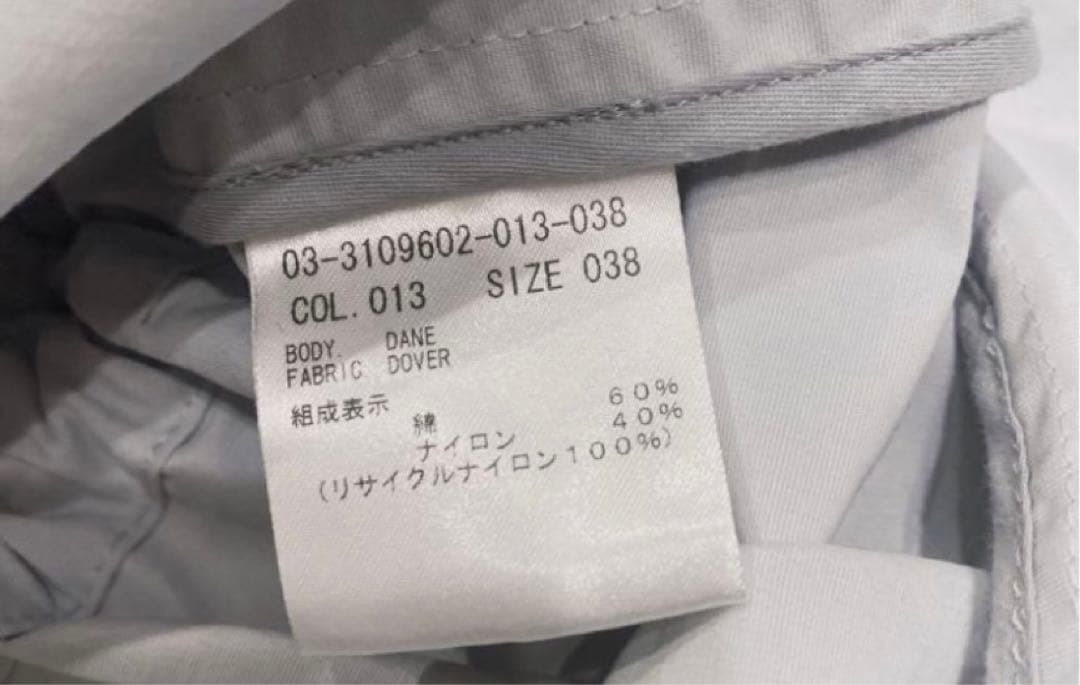 03-3109602-013-038
COL. 013 SIZE 038
BODY. DANE
FABRIC DOVER
組成表示
綿 60%
ナイロン 40%
(リサイクルナイロン100%)